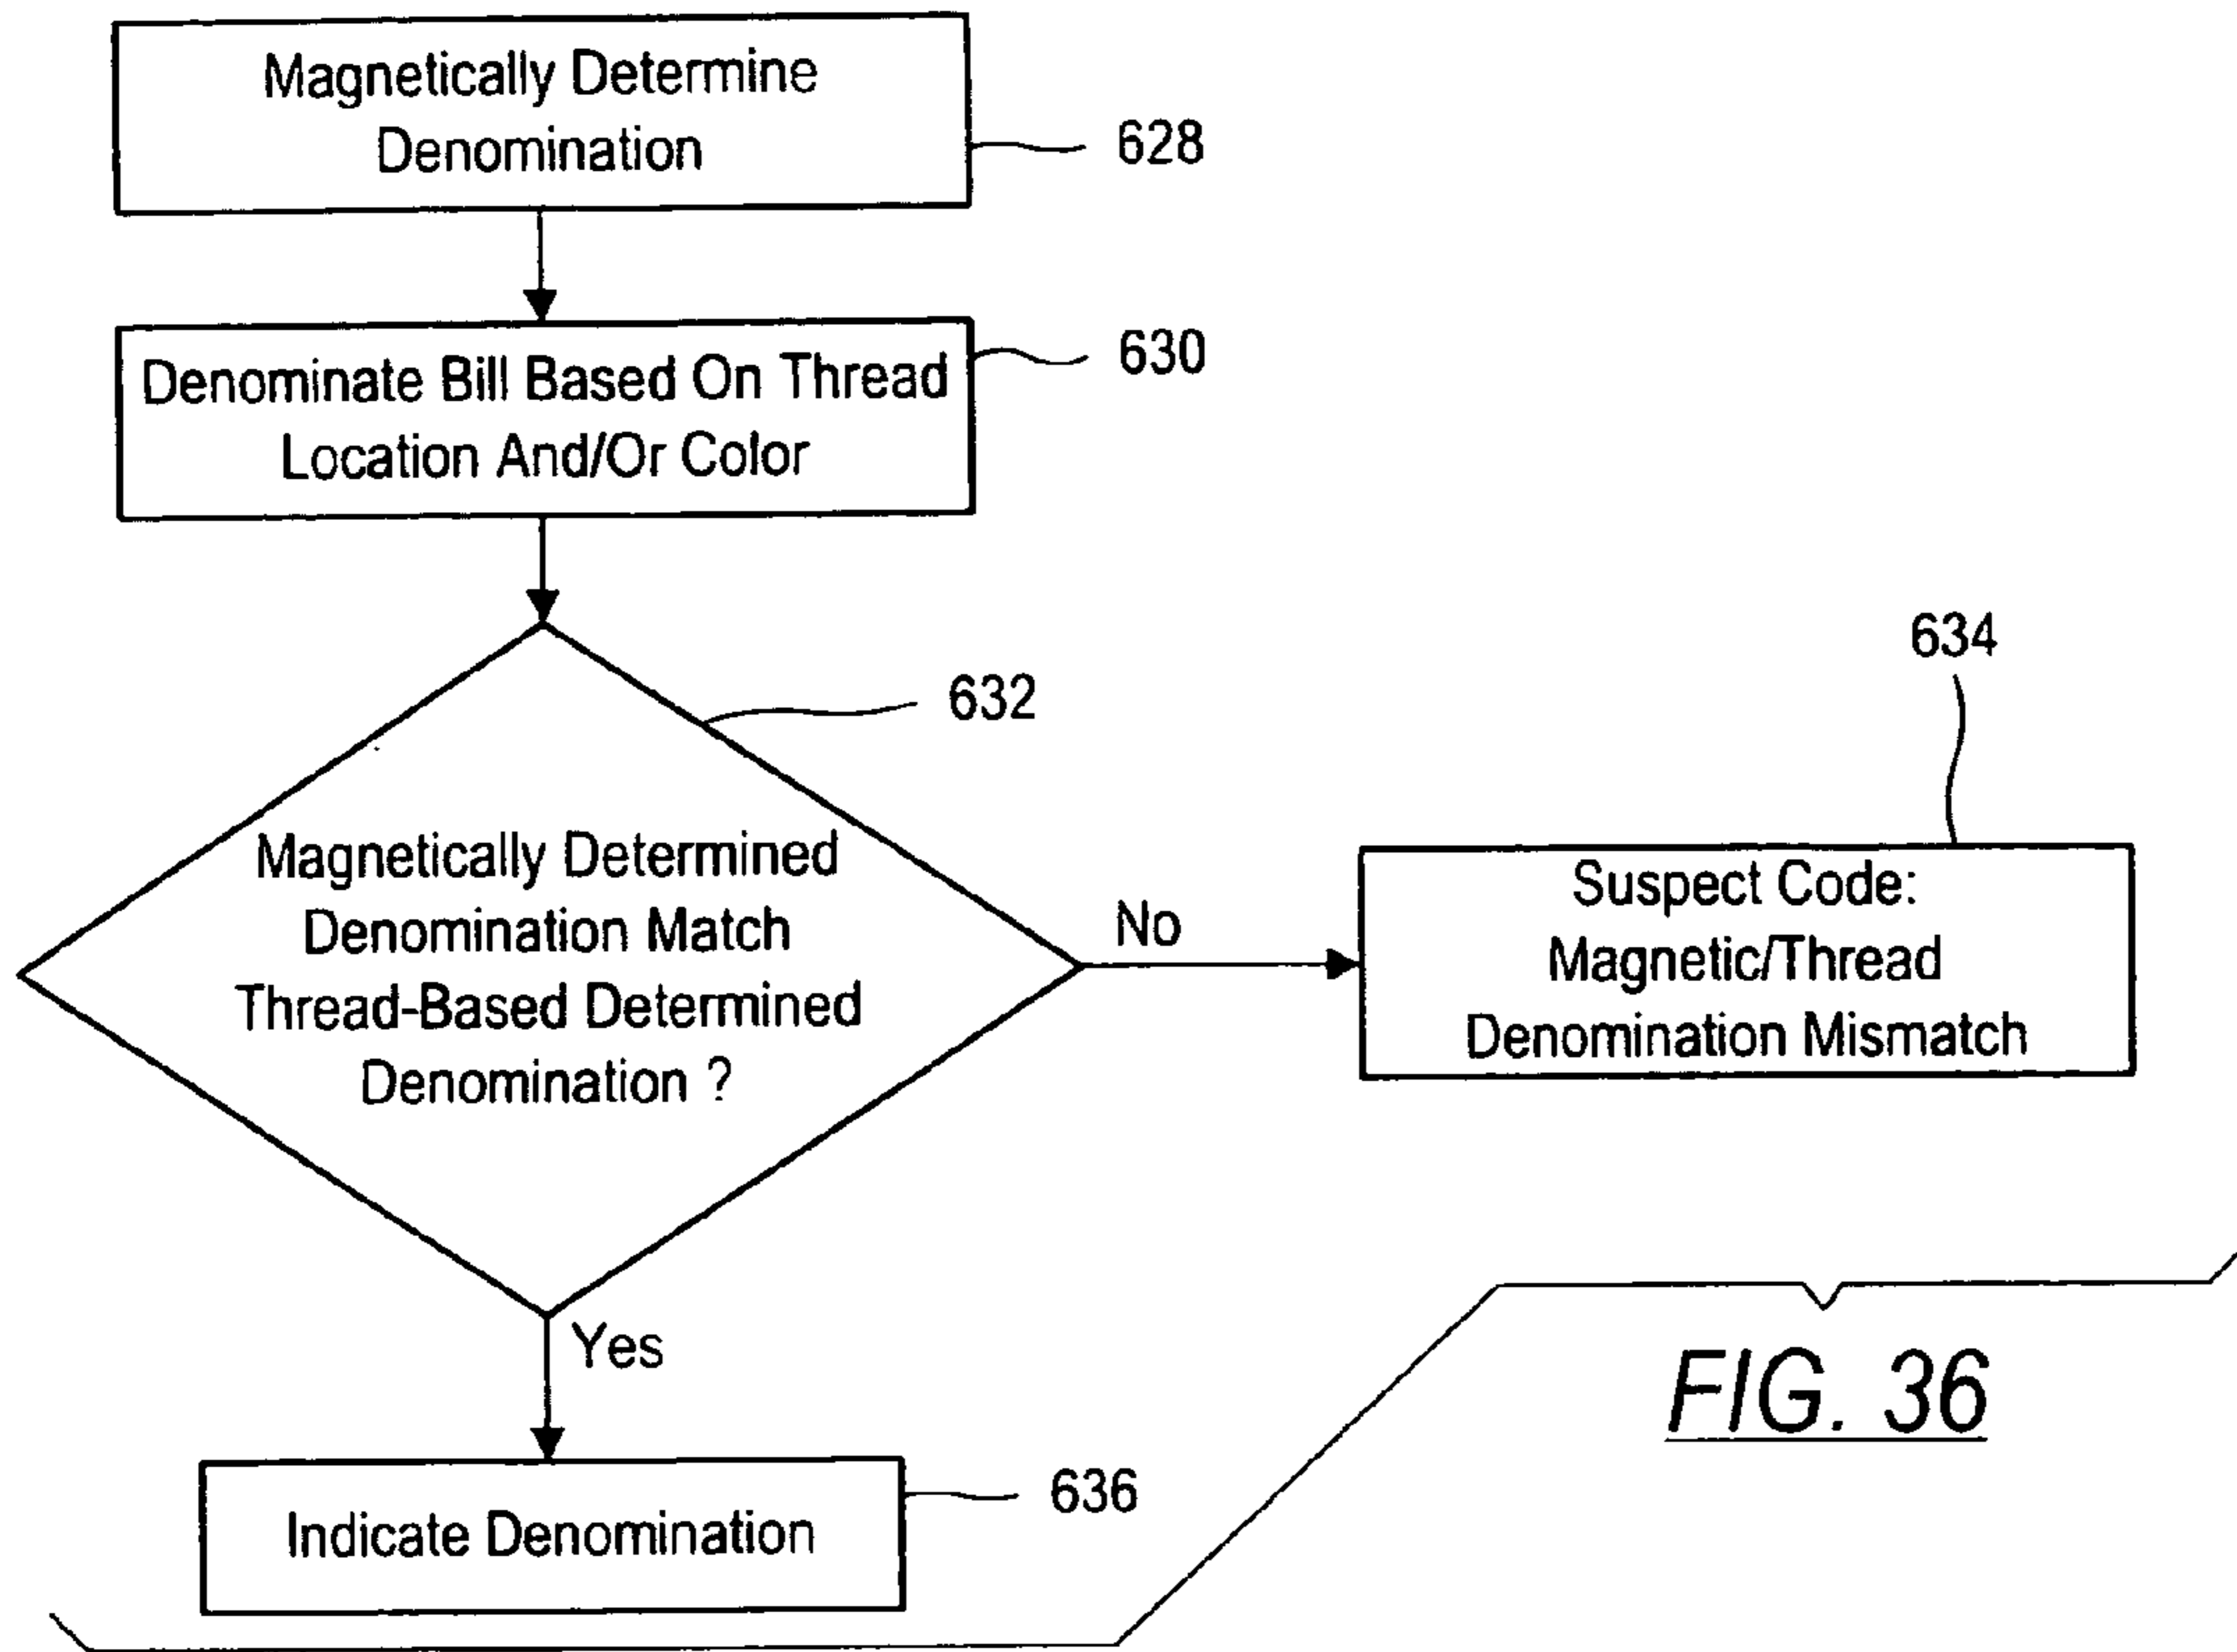 Magnetically Determine
Denomination
628
Denominate Bill Based On Thread
Location And/Or Color
630
632
Magnetically Determined
Denomination Match
Thread-Based Determined
Denomination ?
No
634
Suspect Code:
Magnetic/Thread
Denomination Mismatch
Yes
Indicate Denomination
636
FIG. 36